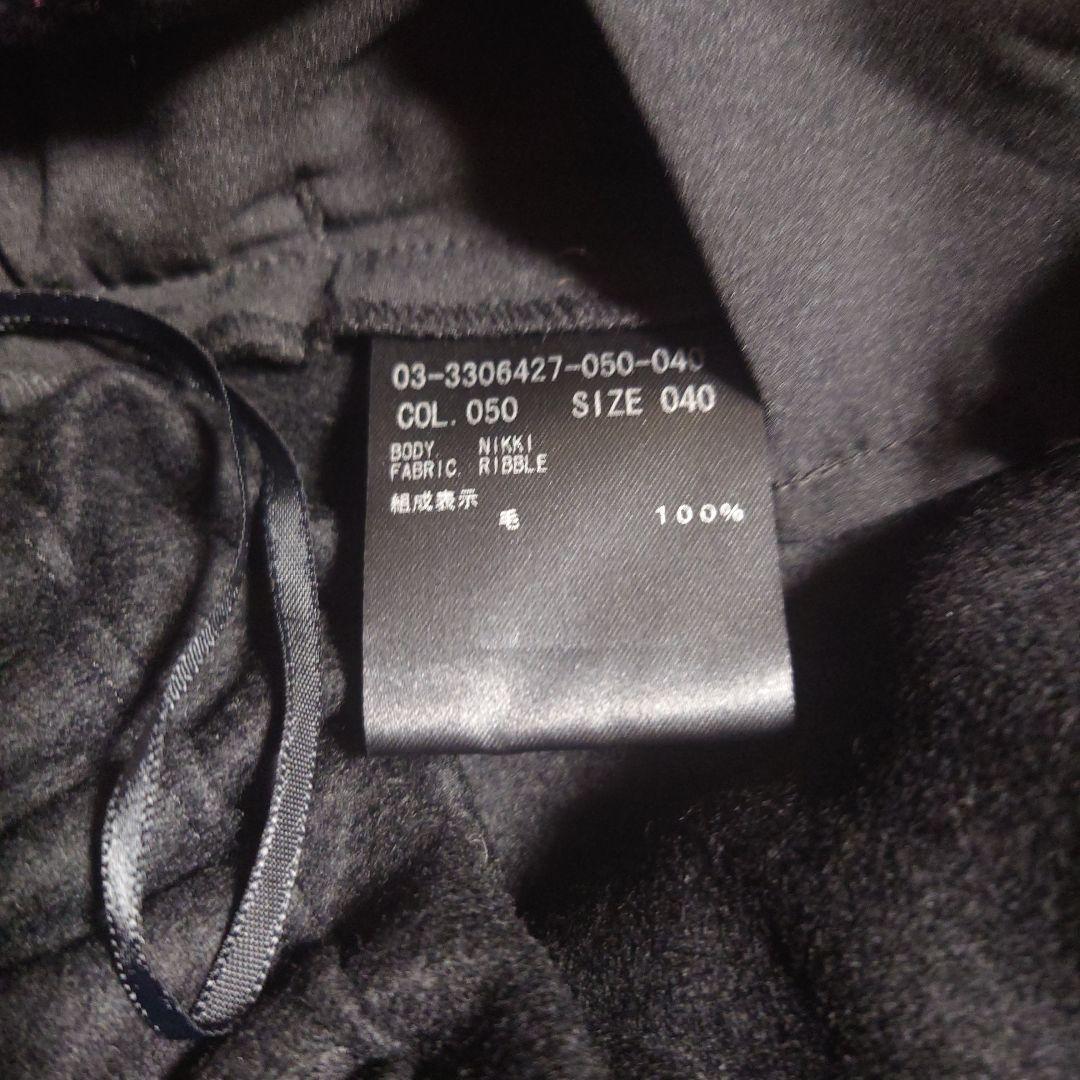 03-3306427-050-040
COL. 050 SIZE 040
BODY. NIKKI
FABRIC. RIBBLE
組成表示
毛 100%